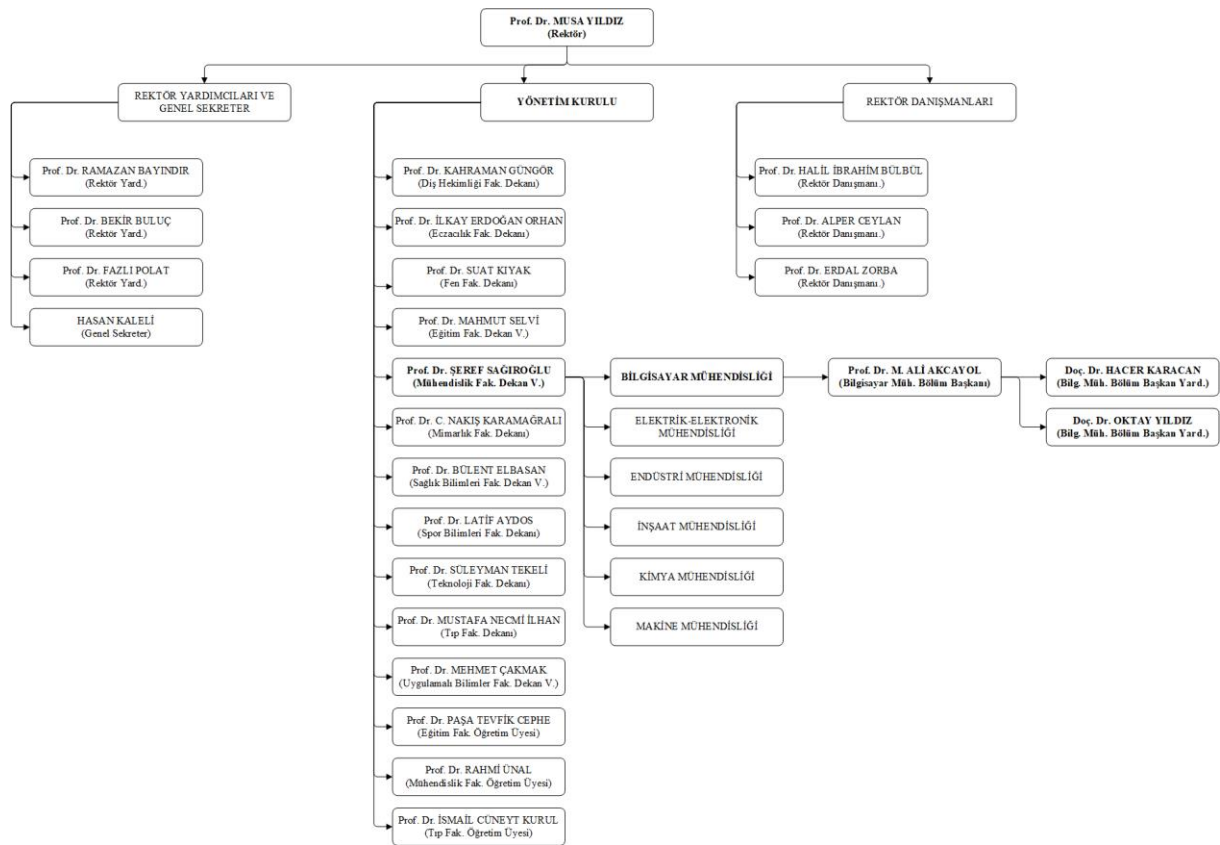 Prof. Dr. MUSA YILDIZ
(Rektör)
REKTÖR YARDIMCILARI VE
GENEL SEKRETER
YÖNETİM KURULU
REKTÖR DANIŞMANLARI
Prof. Dr. RAMAZAN BAYINDIR
(Rektör Yard.)
Prof. Dr. BEKİR BULUÇ
(Rektör Yard.)
Prof. Dr. FAZLI POLAT
(Rektör Yard.)
HASAN KALELİ
(Genel Sekreter)
Prof. Dr. KAHRAMAN GÜNGÖR
(Diş Hekimliği Fak. Dekanı)
Prof. Dr. İLKAY ERDOĞAN ORHAN
(Eczacılık Fak. Dekanı)
Prof. Dr. SUAT KIYAK
(Fen Fak. Dekanı)
Prof. Dr. MAHMUT SELVİ
(Eğitim Fak. Dekan V.)
Prof. Dr. ŞEREF SAĞIROĞLU
(Mühendislik Fak. Dekan V.)
Prof. Dr. C. NAKIŞ KARAMAĞRALI
(Mimarlık Fak. Dekanı)
Prof. Dr. BÜLENT ELBASAN
(Sağlık Bilimleri Fak. Dekan V.)
Prof. Dr. LATİF AYDOS
(Spor Bilimleri Fak. Dekanı)
Prof. Dr. SÜLEYMAN TEKELİ
(Teknoloji Fak. Dekanı)
Prof. Dr. MUSTAFA NECMİ İLHAN
(Tıp Fak. Dekanı)
Prof. Dr. MEHMET ÇAKMAK
(Uygulamalı Bilimler Fak. Dekan V.)
Prof. Dr. PAŞA TEVFİK CEPHE
(Eğitim Fak. Öğretim Üyesi)
Prof. Dr. RAHMİ ÜNAL
(Mühendislik Fak. Öğretim Üyesi)
Prof. Dr. İSMAİL CÜNEYT KURUL
(Tıp Fak. Öğretim Üyesi)
Prof. Dr. HALİL İBRAHİM BÜLBÜL
(Rektör Danışmanı.)
Prof. Dr. ALPER CEYLAN
(Rektör Danışmanı.)
Prof. Dr. ERDAL ZORBA
(Rektör Danışmanı.)
BİLGİSAYAR MÜHENDİSLİĞİ
ELEKTRİK-ELEKTRONİK
MÜHENDİSLİĞİ
ENDÜSTRİ MÜHENDİSLİĞİ
İNŞAAT MÜHENDİSLİĞİ
KİMYA MÜHENDİSLİĞİ
MAKİNE MÜHENDİSLİĞİ
Prof. Dr. M. ALİ AKCAYOL
(Bilgisayar Müh. Bölüm Başkanı)
Doç. Dr. HACER KARACAN
(Bilg. Müh. Bölüm Başkan Yard.)
Doç. Dr. OKTAY YILDIZ
(Bilg. Müh. Bölüm Başkan Yard.)